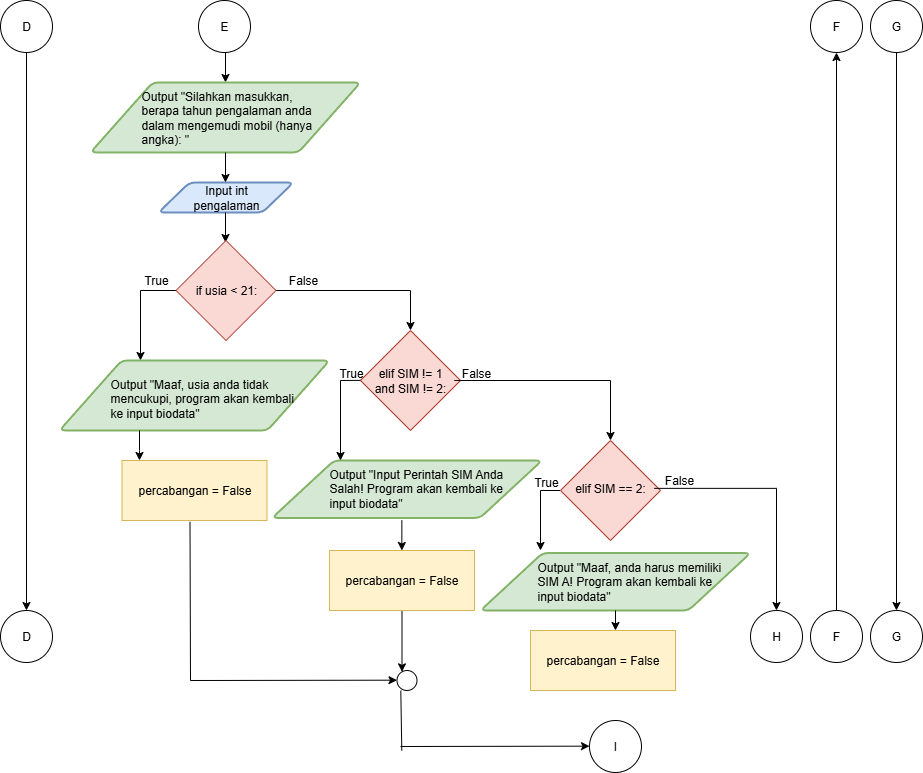 D
E
F
G
Output "Silahkan masukkan,
berapa tahun pengalaman anda
dalam mengemudi mobil (hanya
angka): "
Input int
pengalaman
if usia < 21:
True
False
Output "Maaf, usia anda tidak
mencukupi, program akan kembali
ke input biodata"
elif SIM != 1
and SIM != 2:
True
False
percabangan = False
Output "Input Perintah SIM Anda
Salah! Program akan kembali ke
input biodata"
elif SIM == 2:
True
False
percabangan = False
Output "Maaf, anda harus memiliki
SIM A! Program akan kembali ke
input biodata"
percabangan = False
D
H
F
G
I